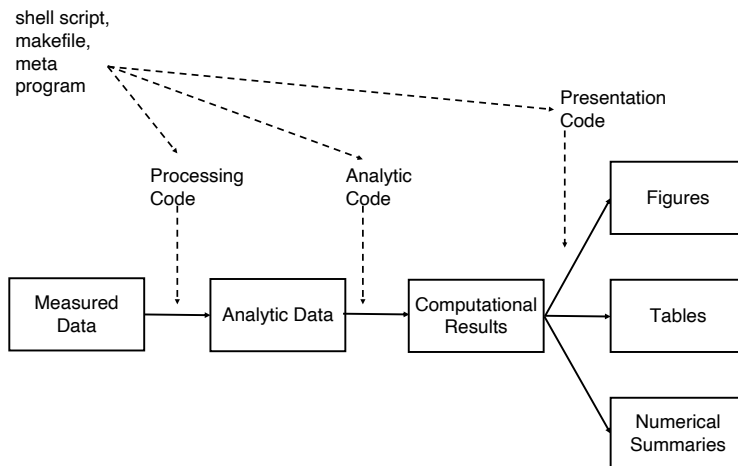 shell script,
makefile,
meta
program
Presentation
Code
Processing
Code
Analytic
Code
Figures
Measured
Data
Analytic Data
Computational
Results
Tables
Numerical
Summaries